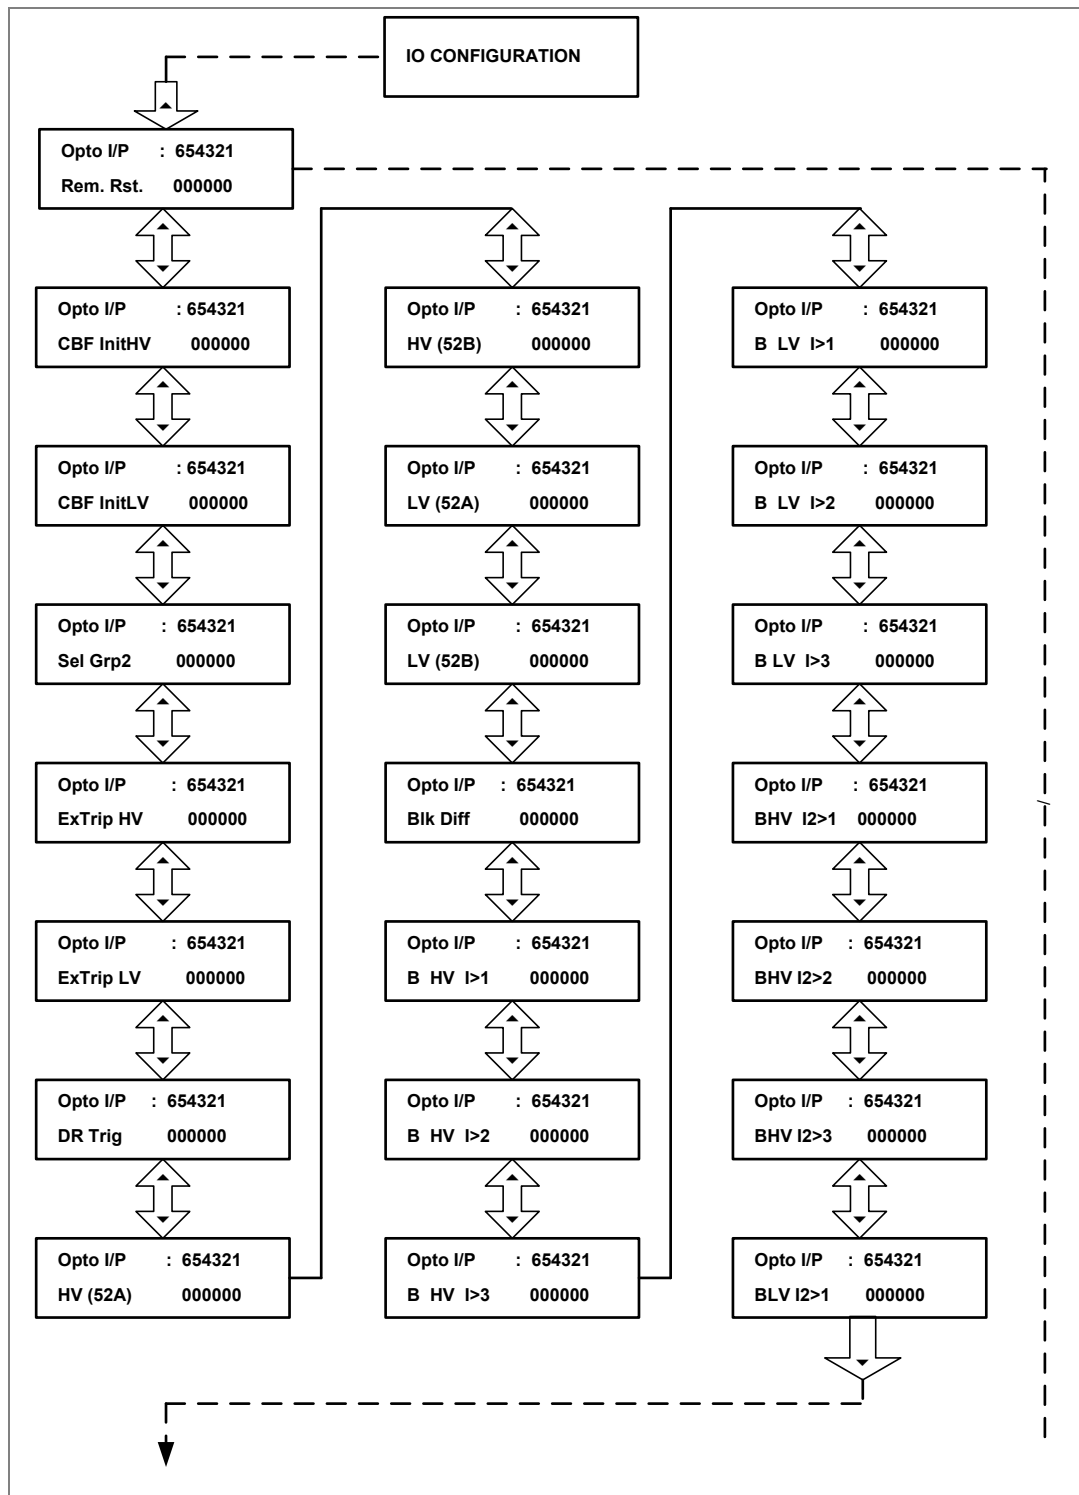 IO CONFIGURATION
Opto I/P : 654321
Rem. Rst. 000000
Opto I/P : 654321
CBF InitHV 000000
Opto I/P : 654321
CBF InitLV 000000
Opto I/P : 654321
Sel Grp2 000000
Opto I/P : 654321
ExTrip HV 000000
Opto I/P : 654321
ExTrip LV 000000
Opto I/P : 654321
DR Trig 000000
Opto I/P : 654321
HV (52A) 000000
Opto I/P : 654321
HV (52B) 000000
Opto I/P : 654321
LV (52A) 000000
Opto I/P : 654321
LV (52B) 000000
Opto I/P : 654321
Blk Diff 000000
Opto I/P : 654321
B HV I>1 000000
Opto I/P : 654321
B HV I>2 000000
Opto I/P : 654321
B HV I>3 000000
Opto I/P : 654321
B LV I>1 000000
Opto I/P : 654321
B LV I>2 000000
Opto I/P : 654321
B LV I>3 000000
Opto I/P : 654321
BHV I2>1 000000
Opto I/P : 654321
BHV I2>2 000000
Opto I/P : 654321
BHV I2>3 000000
Opto I/P : 654321
BLV I2>1 000000